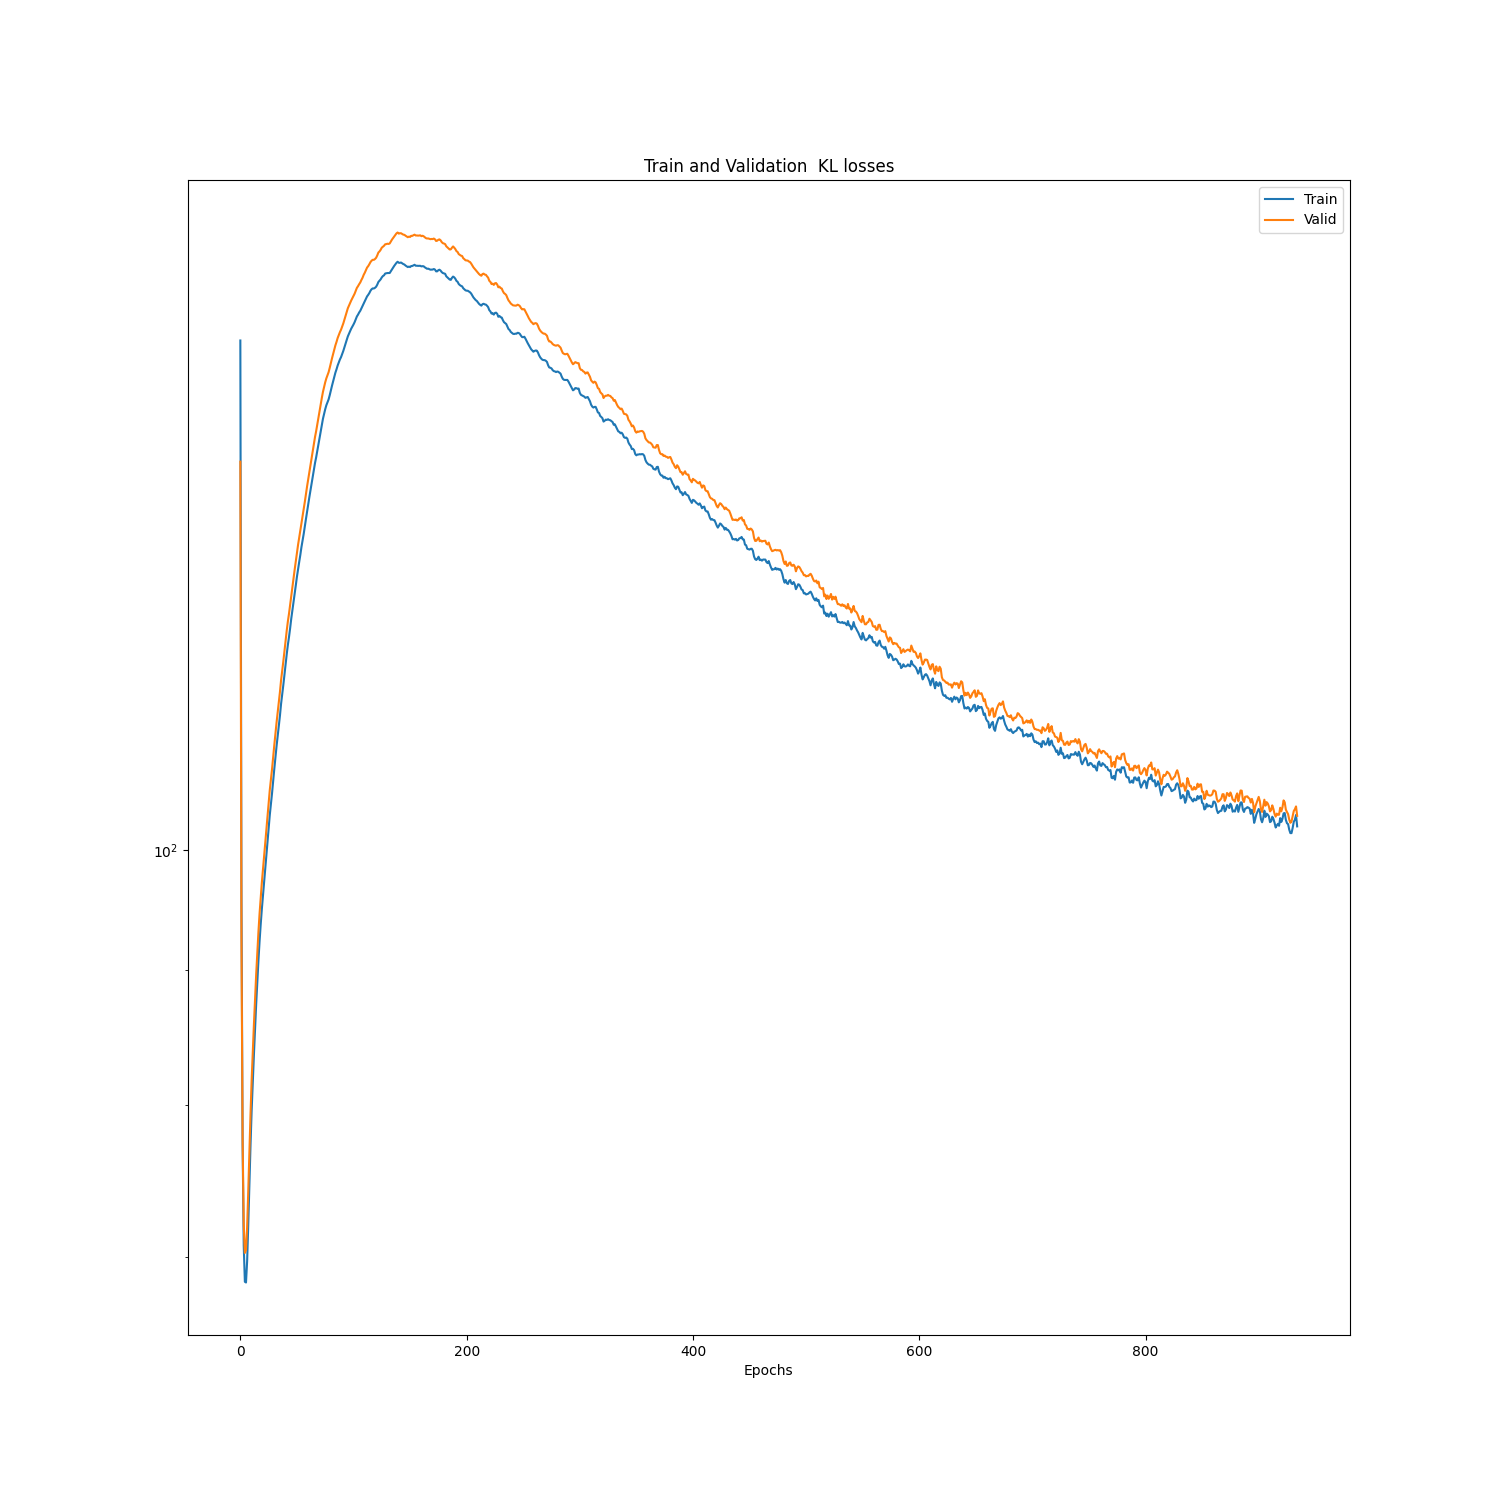 Train and Validation  KL losses
Train
Valid
10²
0 200 400 600 800
Epochs